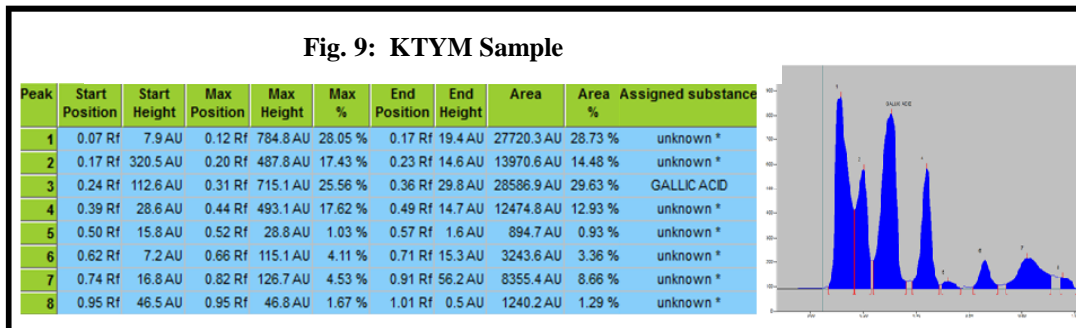 Fig. 9: KTYM Sample
Peak Start Position Start Height Max Position Max Height Max % End Position End Height Area Area % Assigned substance
1 0.07 Rf 7.9 AU 0.12 Rf 784.8 AU 28.05 % 0.17 Rf 19.4 AU 27720.3 AU 28.73 % unknown *
2 0.17 Rf 320.5 AU 0.20 Rf 487.8 AU 17.43 % 0.23 Rf 14.6 AU 13970.6 AU 14.48 % unknown *
3 0.24 Rf 112.6 AU 0.31 Rf 715.1 AU 25.56 % 0.36 Rf 29.8 AU 28586.9 AU 29.63 % GALLIC ACID
4 0.39 Rf 28.6 AU 0.44 Rf 493.1 AU 17.62 % 0.49 Rf 14.7 AU 12474.8 AU 12.93 % unknown *
5 0.50 Rf 15.8 AU 0.52 Rf 28.8 AU 1.03 % 0.57 Rf 1.6 AU 894.7 AU 0.93 % unknown *
6 0.62 Rf 7.2 AU 0.66 Rf 115.1 AU 4.11 % 0.71 Rf 15.3 AU 3243.6 AU 3.36 % unknown *
7 0.74 Rf 16.8 AU 0.82 Rf 126.7 AU 4.53 % 0.91 Rf 56.2 AU 8355.4 AU 8.66 % unknown *
8 0.95 Rf 46.5 AU 0.95 Rf 46.8 AU 1.67 % 1.01 Rf 0.5 AU 1240.2 AU 1.29 % unknown *
GALLIC ACID